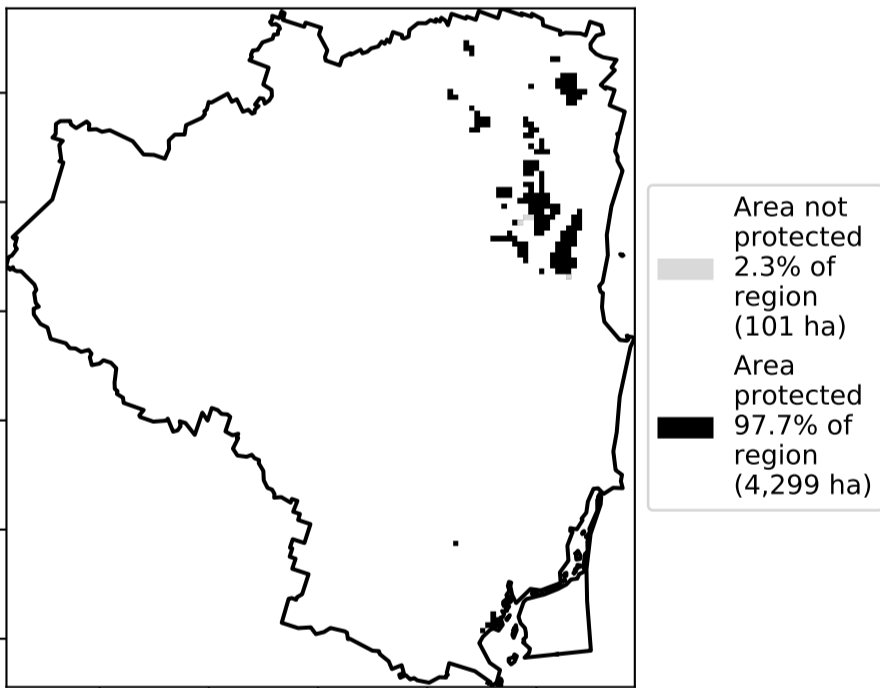 Area not
protected
2.3% of
region
(101 ha)
Area
protected
97.7% of
region
(4,299 ha)